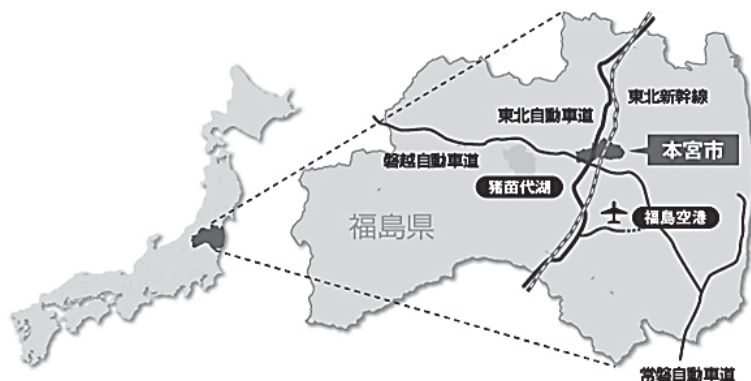 東北新幹線
東北自動車道
本宮市
磐越自動車道
猪苗代湖
福島空港
福島県
常磐自動車道